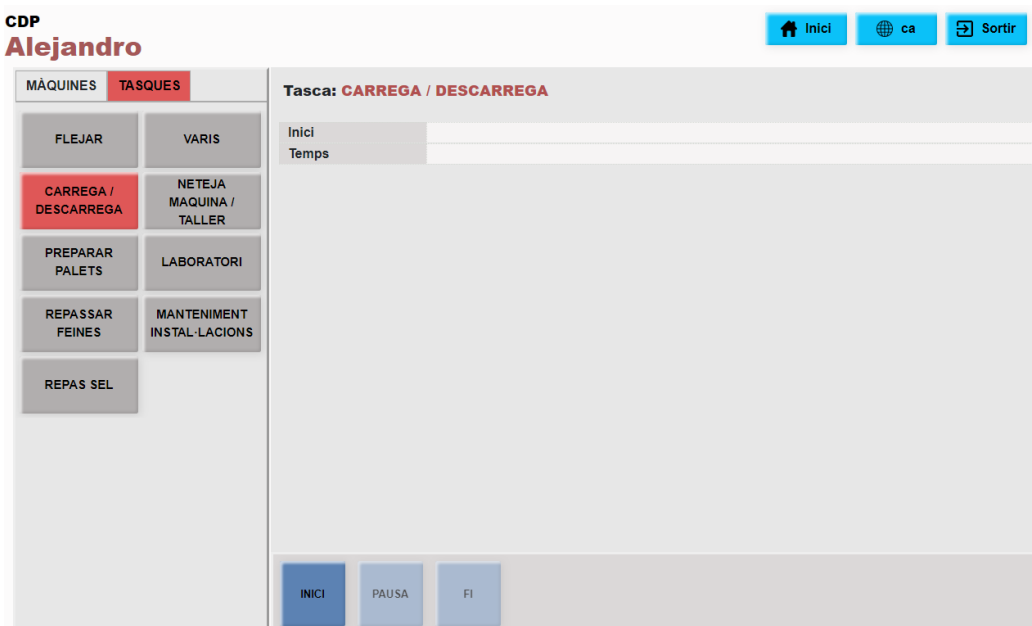 CDP
Alejandro
Inici
ca
Sortir
MÀQUINES
TASQUES
FLEJAR
VARIS
CARREGA /
DESCARREGA
NETEJA
MAQUINA /
TALLER
PREPARAR
PALETS
LABORATORI
REPASSAR
FEINES
MANTENIMENT
INSTAL·LACIONS
REPAS SEL
Tasca: CARREGA / DESCARREGA
Inici
Temps
INICI
PAUSA
FI